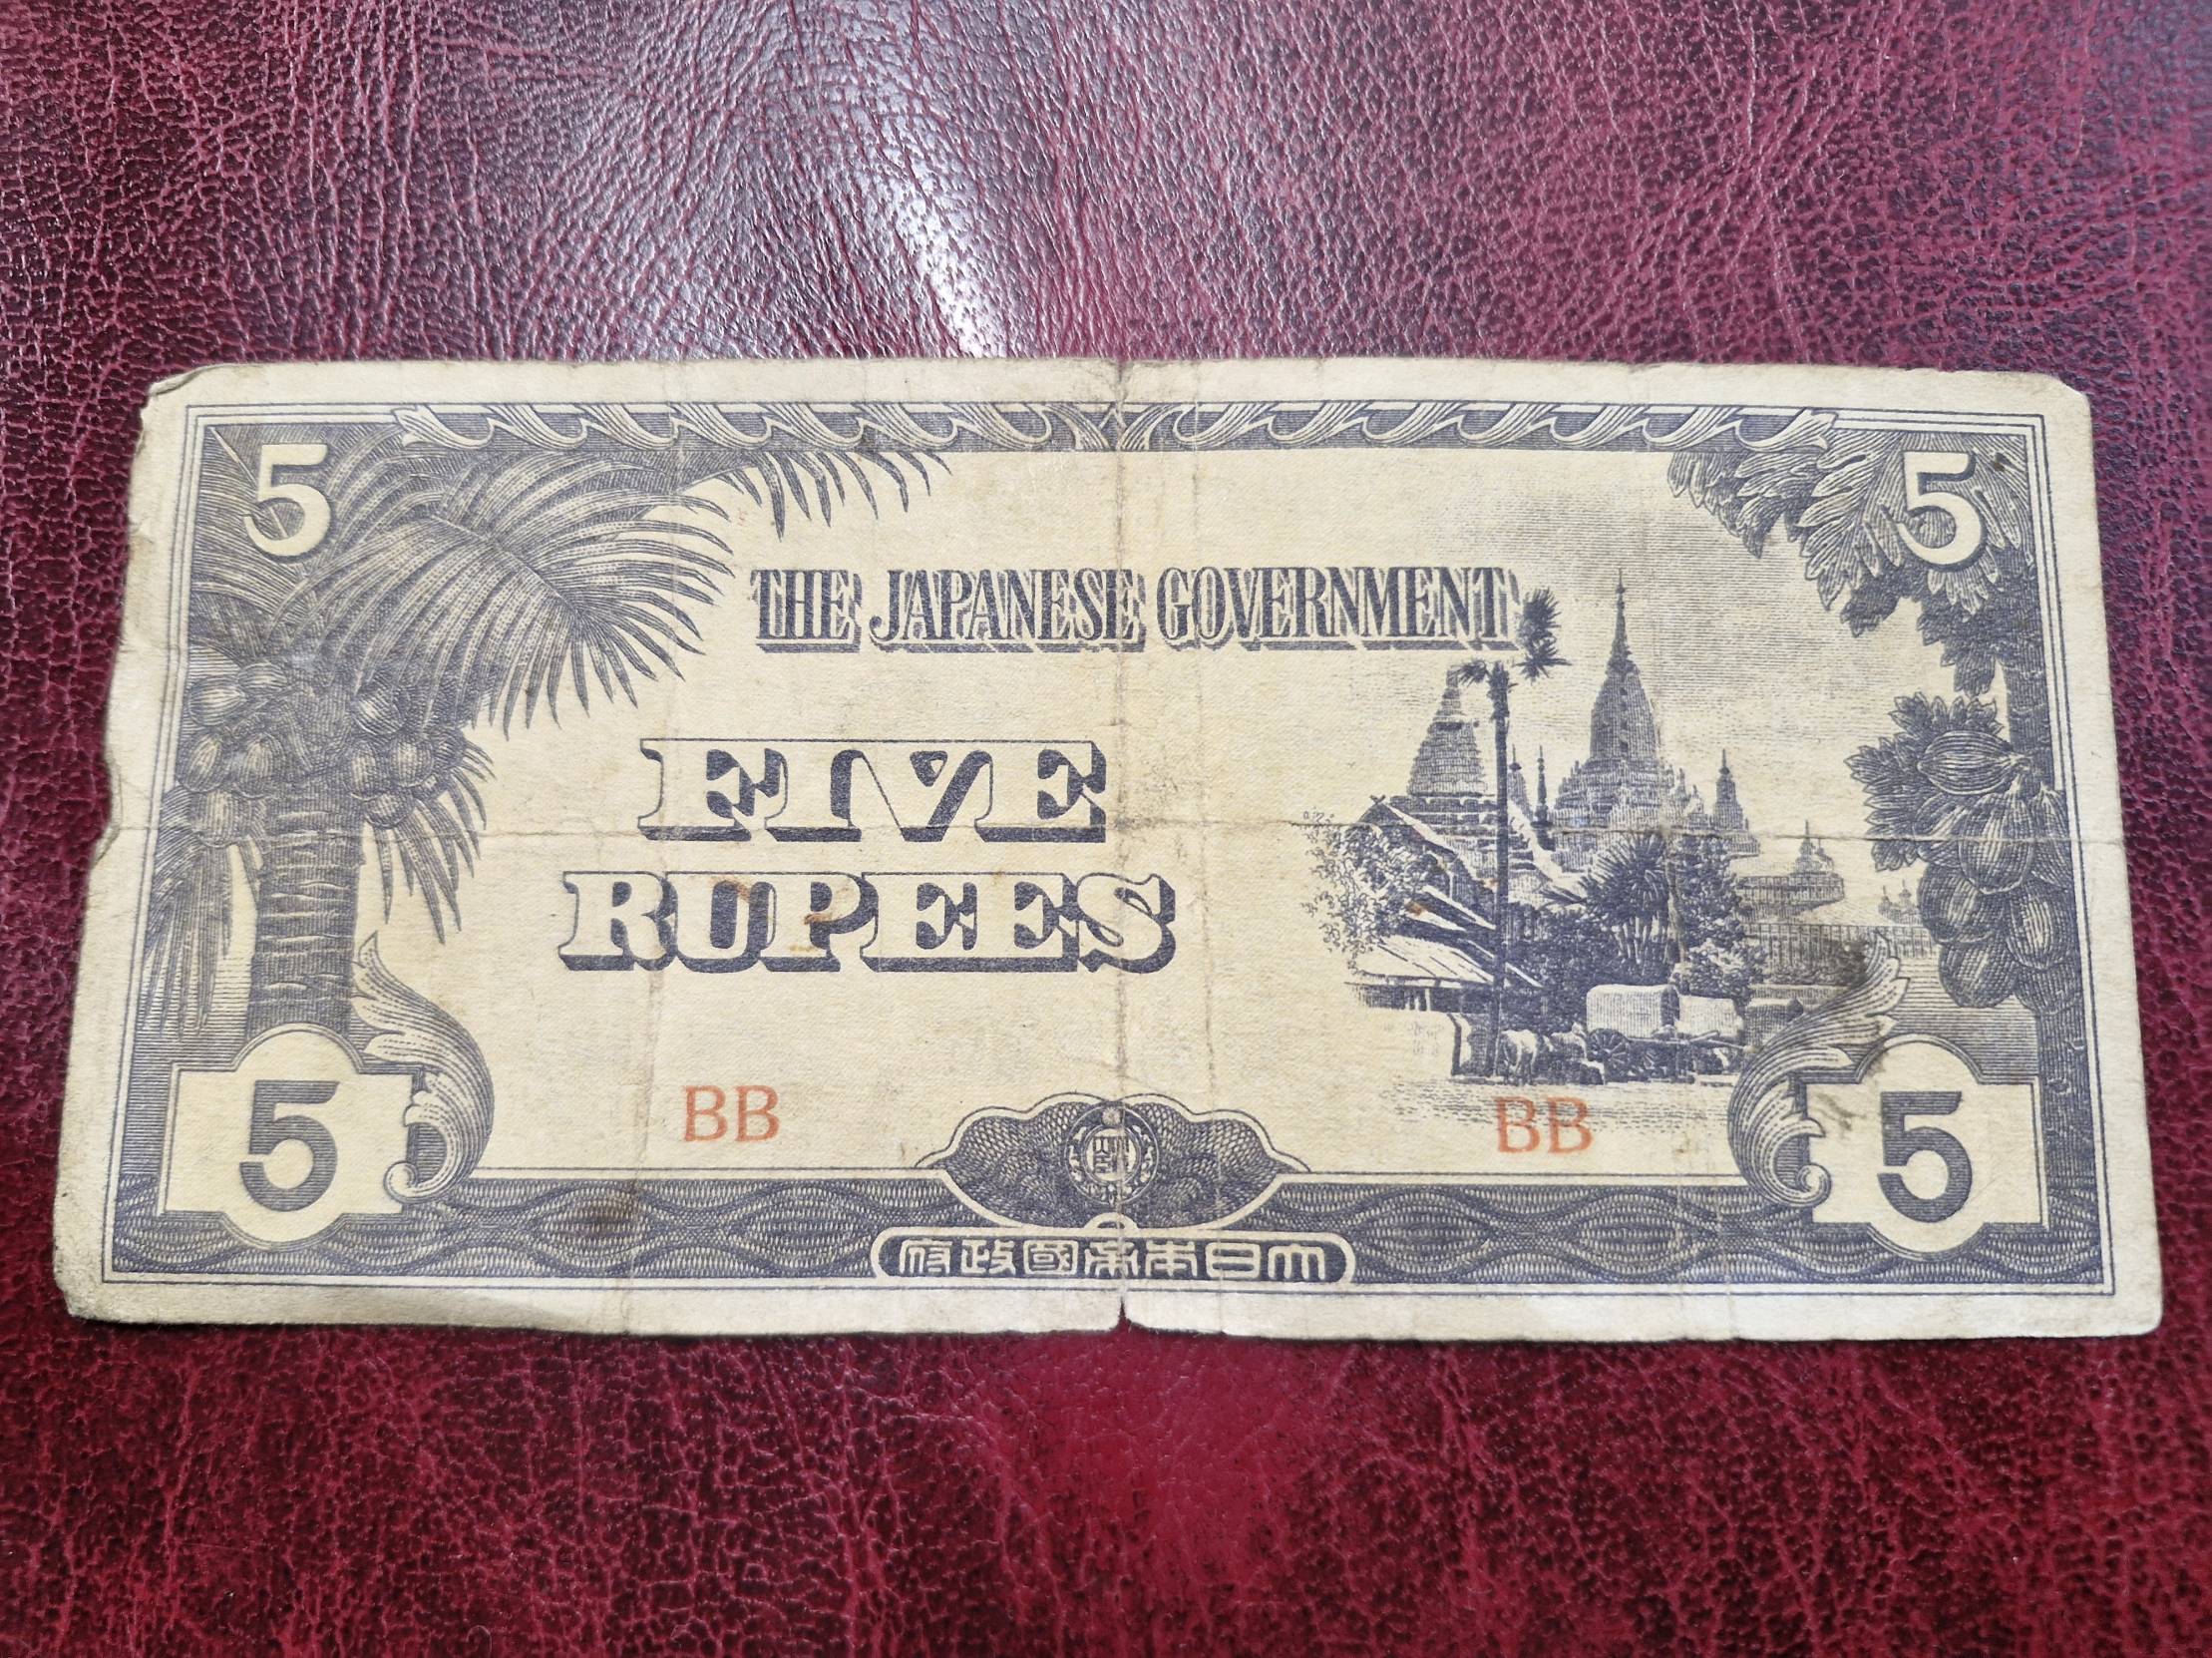 5 5
THE JAPANESE GOVERNMENT
FIVE
RUPEES
BB BB
5 5
府政國帝本日大